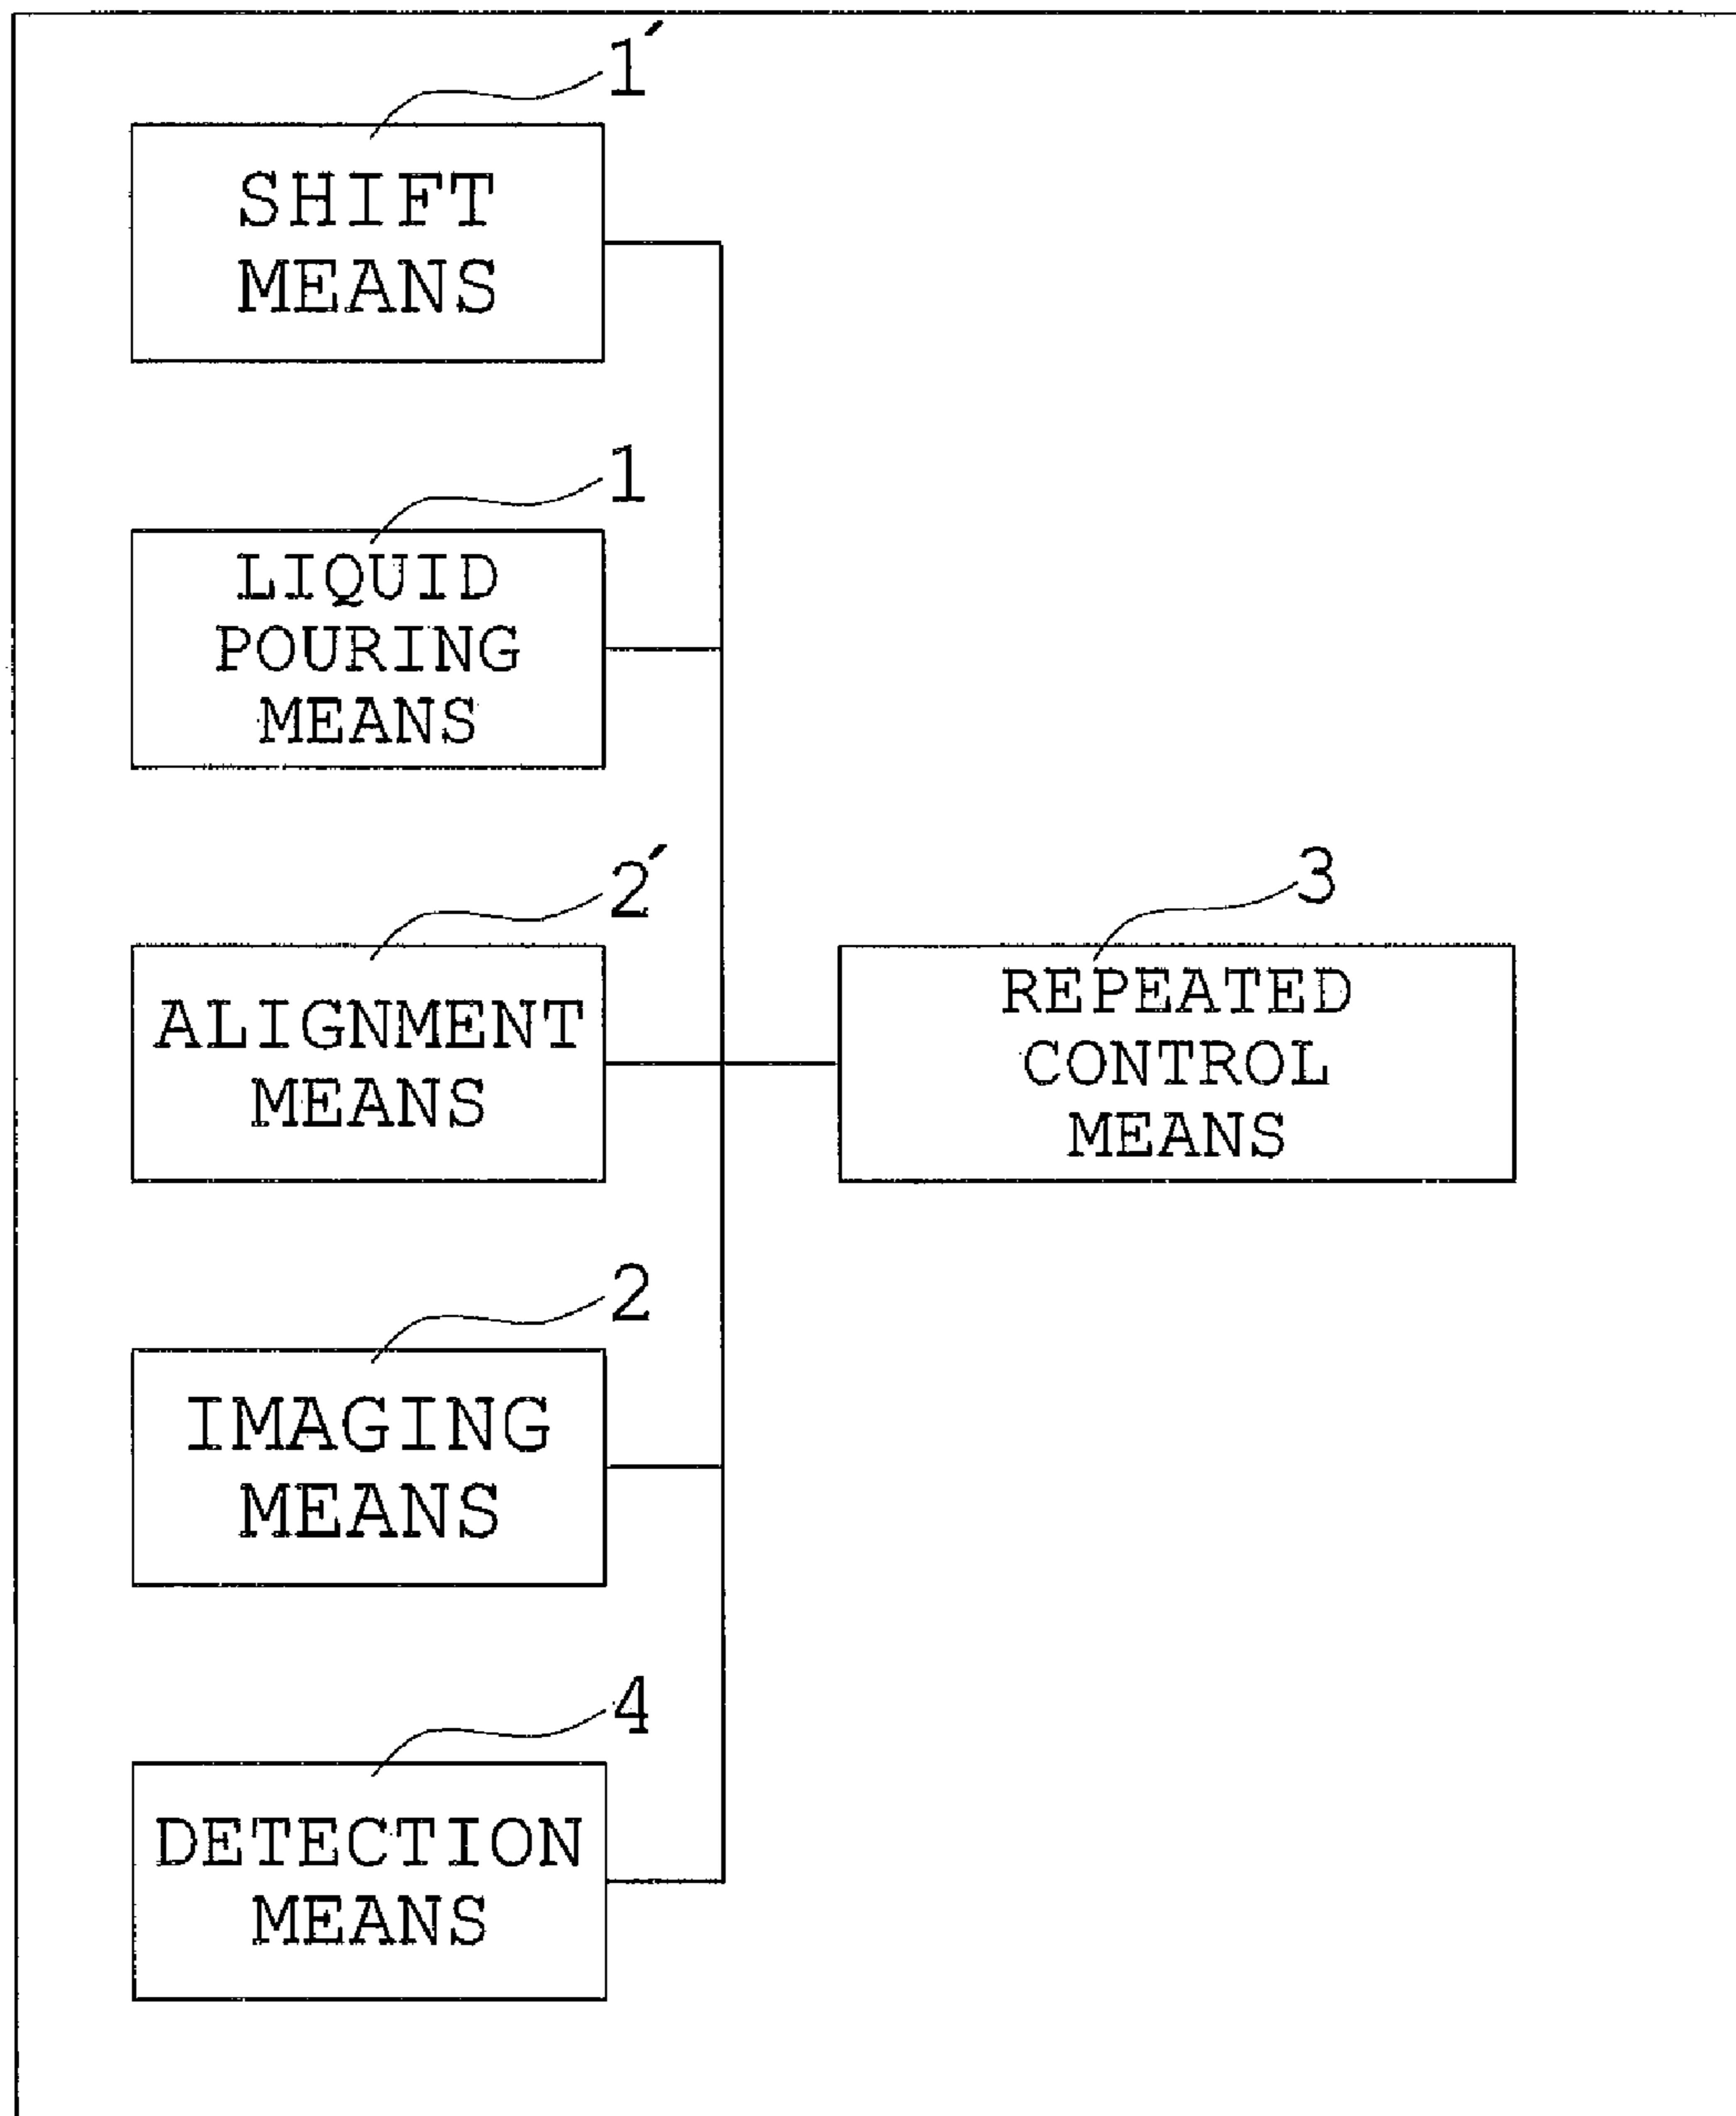 1′
SHIFT
MEANS
1
LIQUID
POURING
MEANS
2′
ALIGNMENT
MEANS
3
REPEATED
CONTROL
MEANS
2
IMAGING
MEANS
4
DETECTION
MEANS